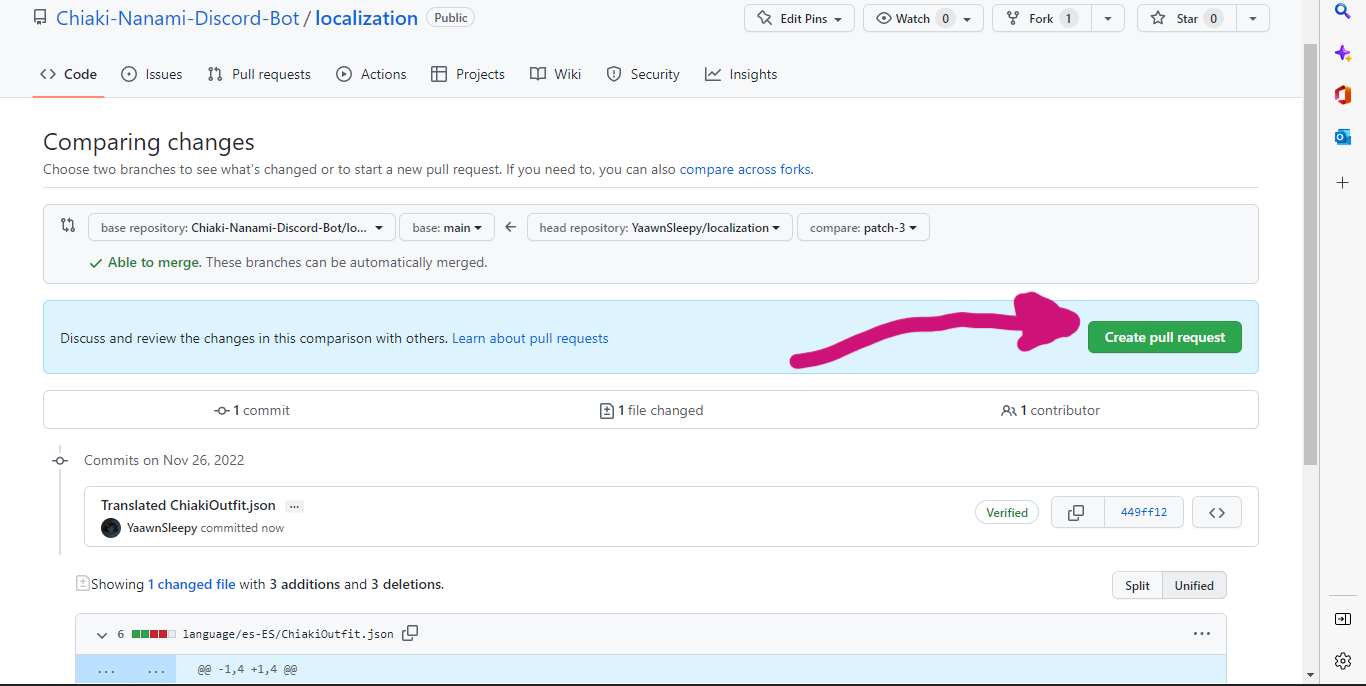 Chiaki-Nanami-Discord-Bot / localization Public
Edit Pins Watch 0 Fork 1 Star 0
Code Issues Pull requests Actions Projects Wiki Security Insights
Comparing changes
Choose two branches to see what's changed or to start a new pull request. If you need to, you can also compare across forks.
base repository: Chiaki-Nanami-Discord-Bot/lo... base: main head repository: YaawnSleepy/localization compare: patch-3
Able to merge. These branches can be automatically merged.
Discuss and review the changes in this comparison with others. Learn about pull requests
Create pull request
1 commit 1 file changed 1 contributor
Commits on Nov 26, 2022
Translated ChiakiOutfit.json ...
YaawnSleepy committed now
Verified 449ff12
Showing 1 changed file with 3 additions and 3 deletions.
Split Unified
6 language/es-ES/ChiakiOutfit.json
... ... @@ -1,4 +1,4 @@